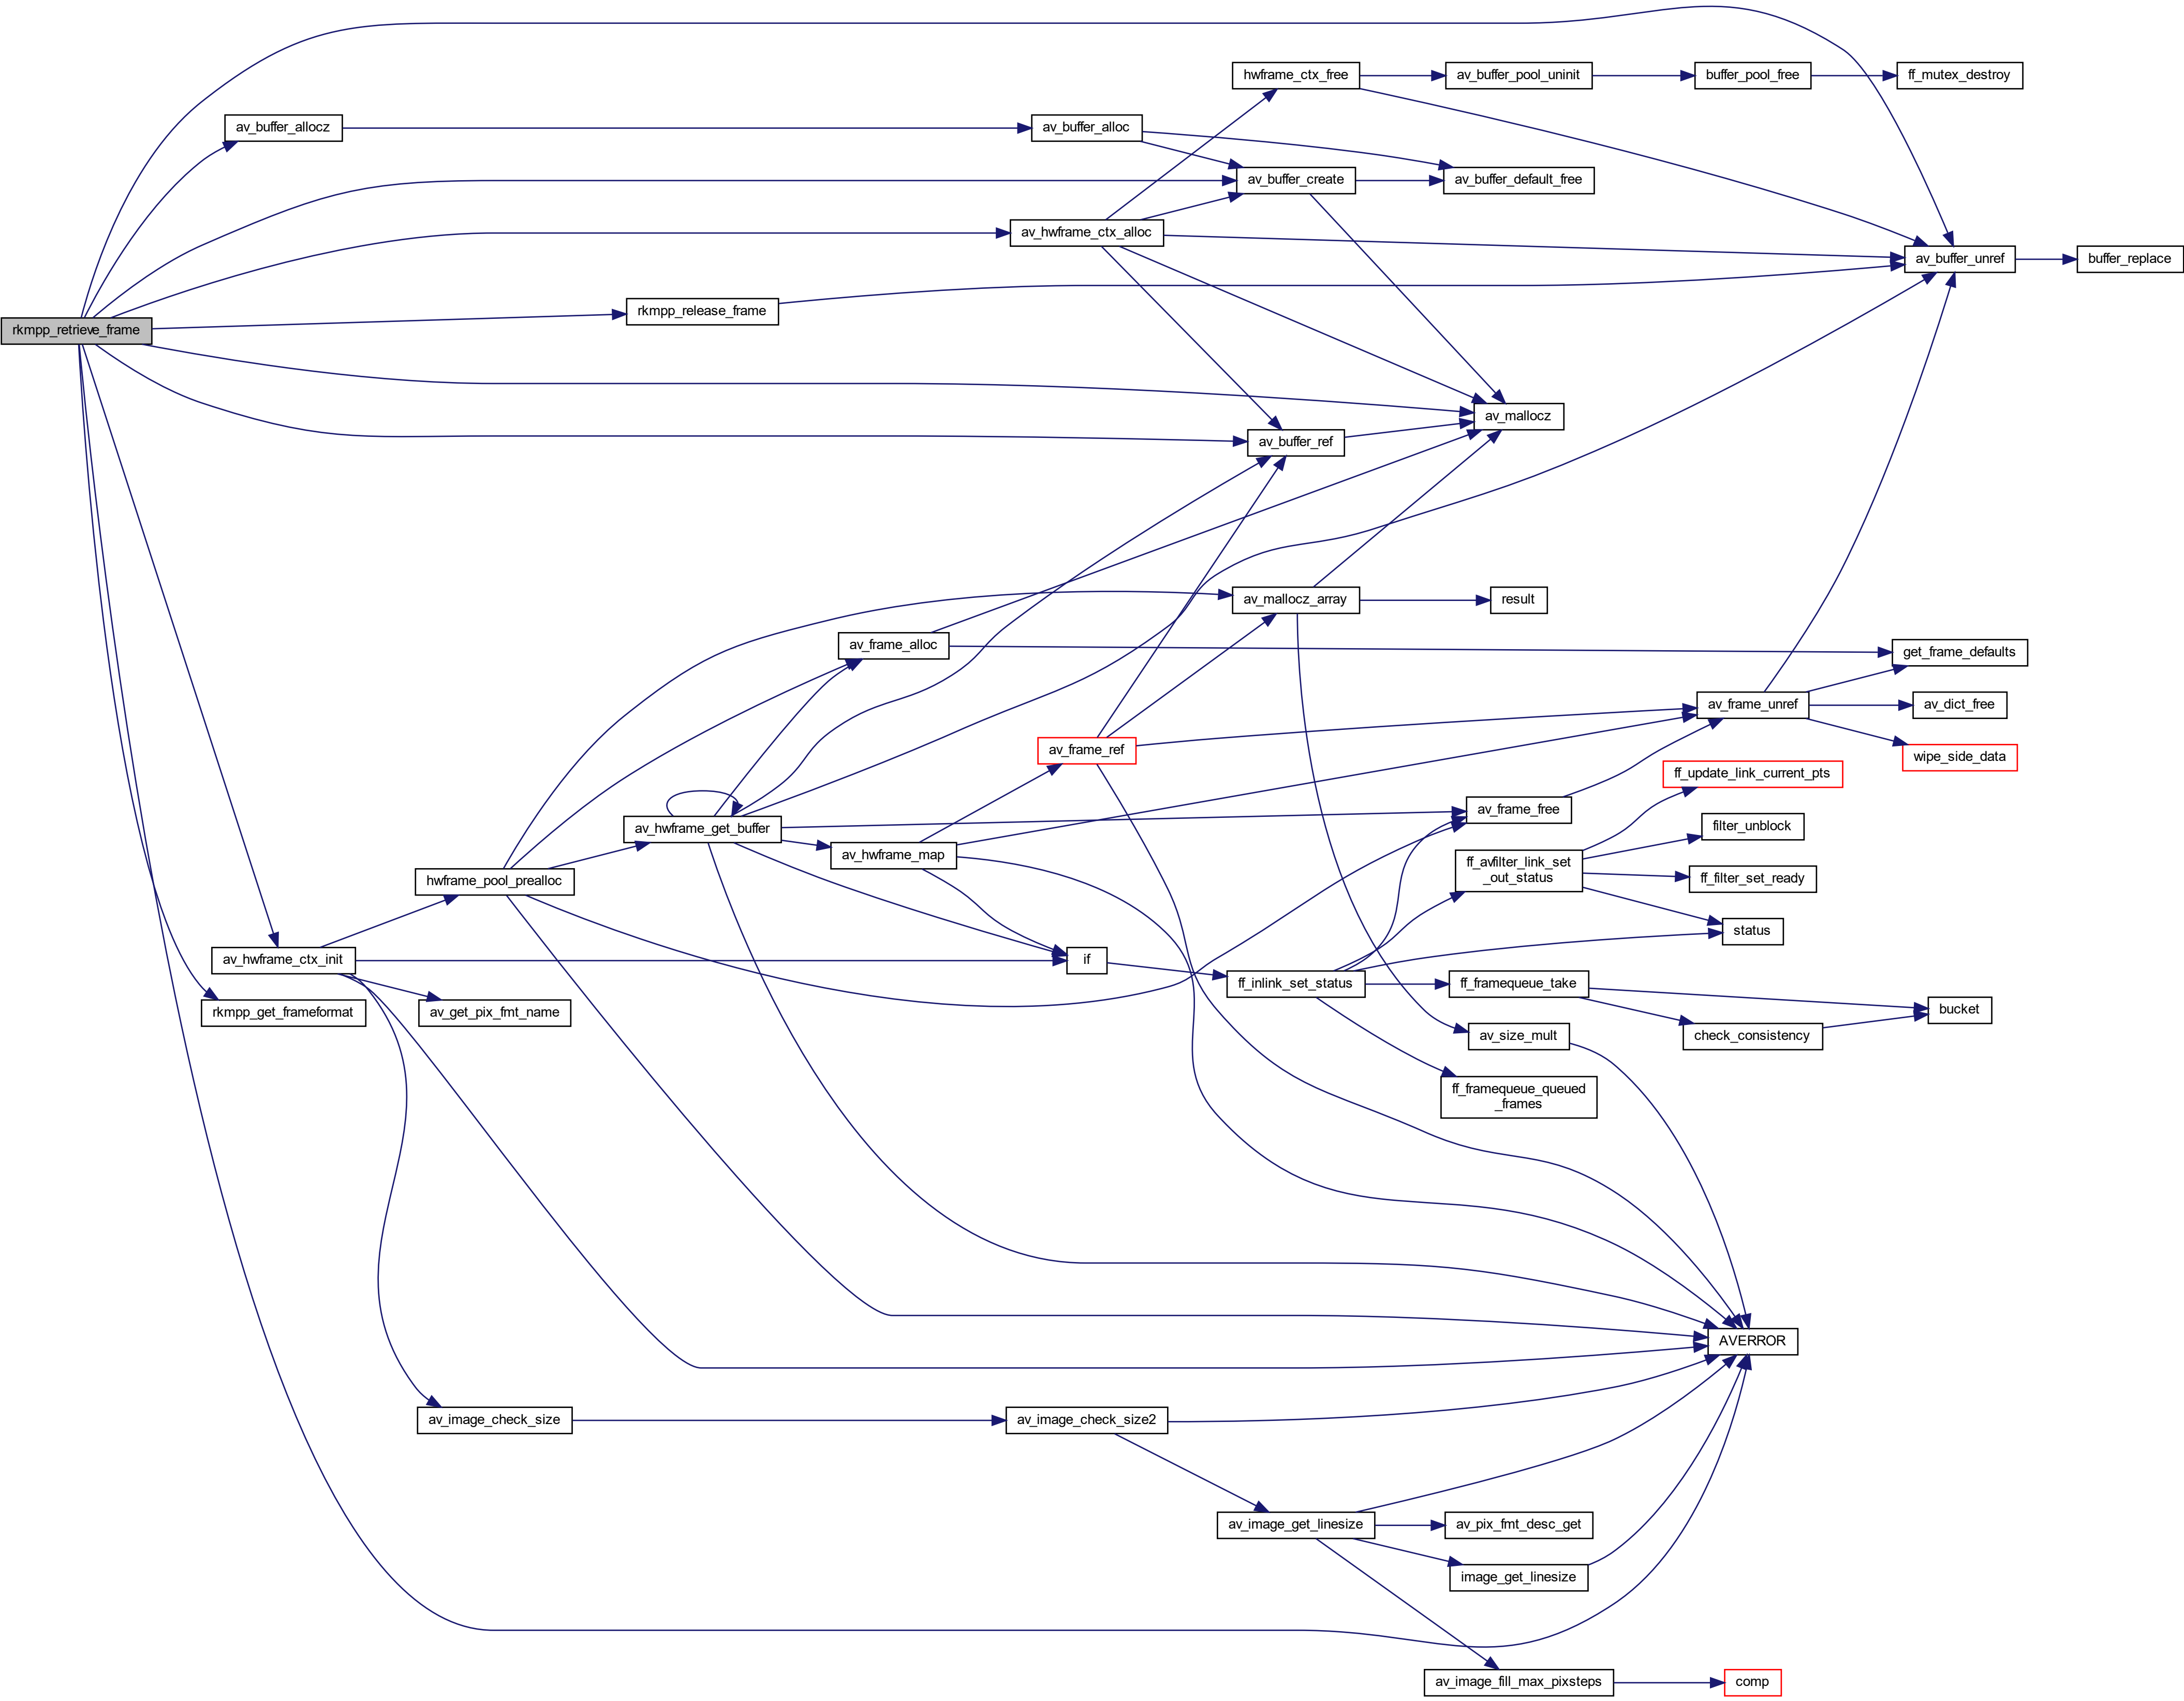 hwframe_ctx_free
av_buffer_pool_uninit
buffer_pool_free
ff_mutex_destroy
av_buffer_allocz
av_buffer_alloc
av_buffer_create
av_buffer_default_free
av_hwframe_ctx_alloc
av_buffer_unref
buffer_replace
rkmpp_release_frame
rkmpp_retrieve_frame
av_mallocz
av_buffer_ref
av_mallocz_array
result
av_frame_alloc
get_frame_defaults
av_frame_unref
av_dict_free
av_frame_ref
wipe_side_data
ff_update_link_current_pts
av_frame_free
av_hwframe_get_buffer
filter_unblock
av_hwframe_map
ff_avfilter_link_set
_out_status
hwframe_pool_prealloc
ff_filter_set_ready
status
av_hwframe_ctx_init
if
ff_inlink_set_status
ff_framequeue_take
bucket
rkmpp_get_frameformat
av_get_pix_fmt_name
av_size_mult
check_consistency
ff_framequeue_queued
_frames
AVERROR
av_image_check_size
av_image_check_size2
av_image_get_linesize
av_pix_fmt_desc_get
image_get_linesize
av_image_fill_max_pixsteps
comp